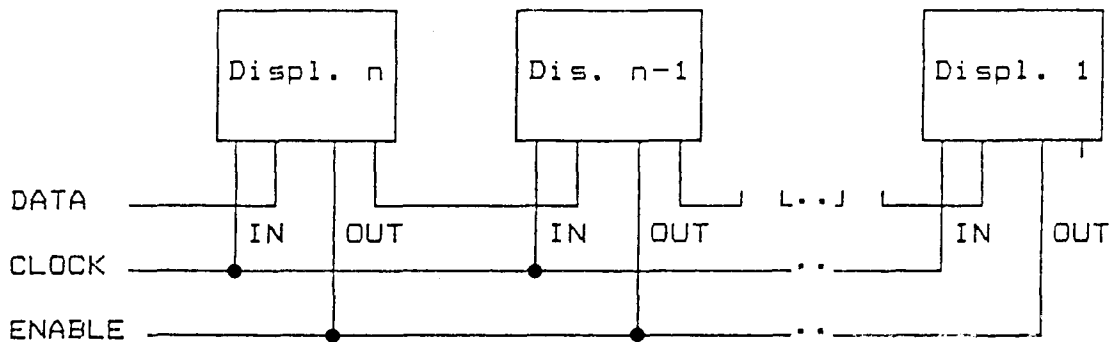 Displ. n Dis. n-1 Displ. 1
DATA
IN OUT IN OUT IN OUT
CLOCK
ENABLE